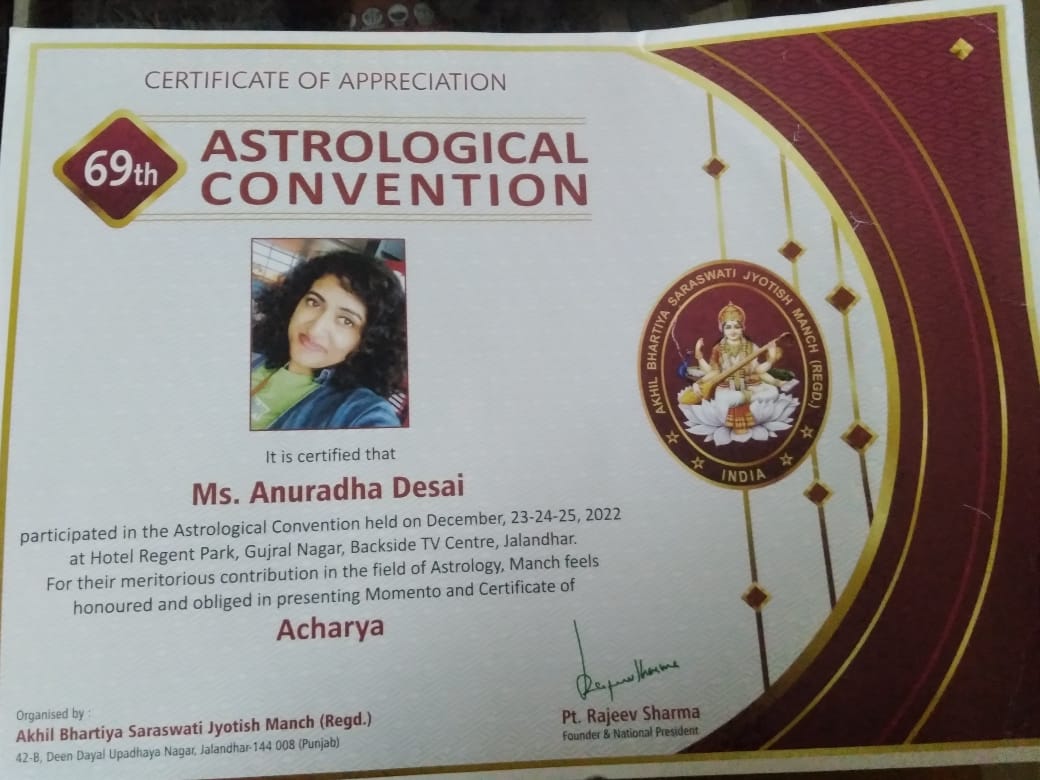 CERTIFICATE OF APPRECIATION
69th
ASTROLOGICAL
CONVENTION
AKHIL BHARTIYA SARASWATI JYOTISH MANCH (REGD.)
INDIA
It is certified that
Ms. Anuradha Desai
participated in the Astrological Convention held on December, 23-24-25, 2022
at Hotel Regent Park, Gujral Nagar, Backside TV Centre, Jalandhar.
For their meritorious contribution in the field of Astrology, Manch feels
honoured and obliged in presenting Momento and Certificate of
Acharya
Organised by :
Akhil Bhartiya Saraswati Jyotish Manch (Regd.)
42-B, Deen Dayal Upadhaya Nagar, Jalandhar-144 008 (Punjab)
Pt. Rajeev Sharma
Founder & National President